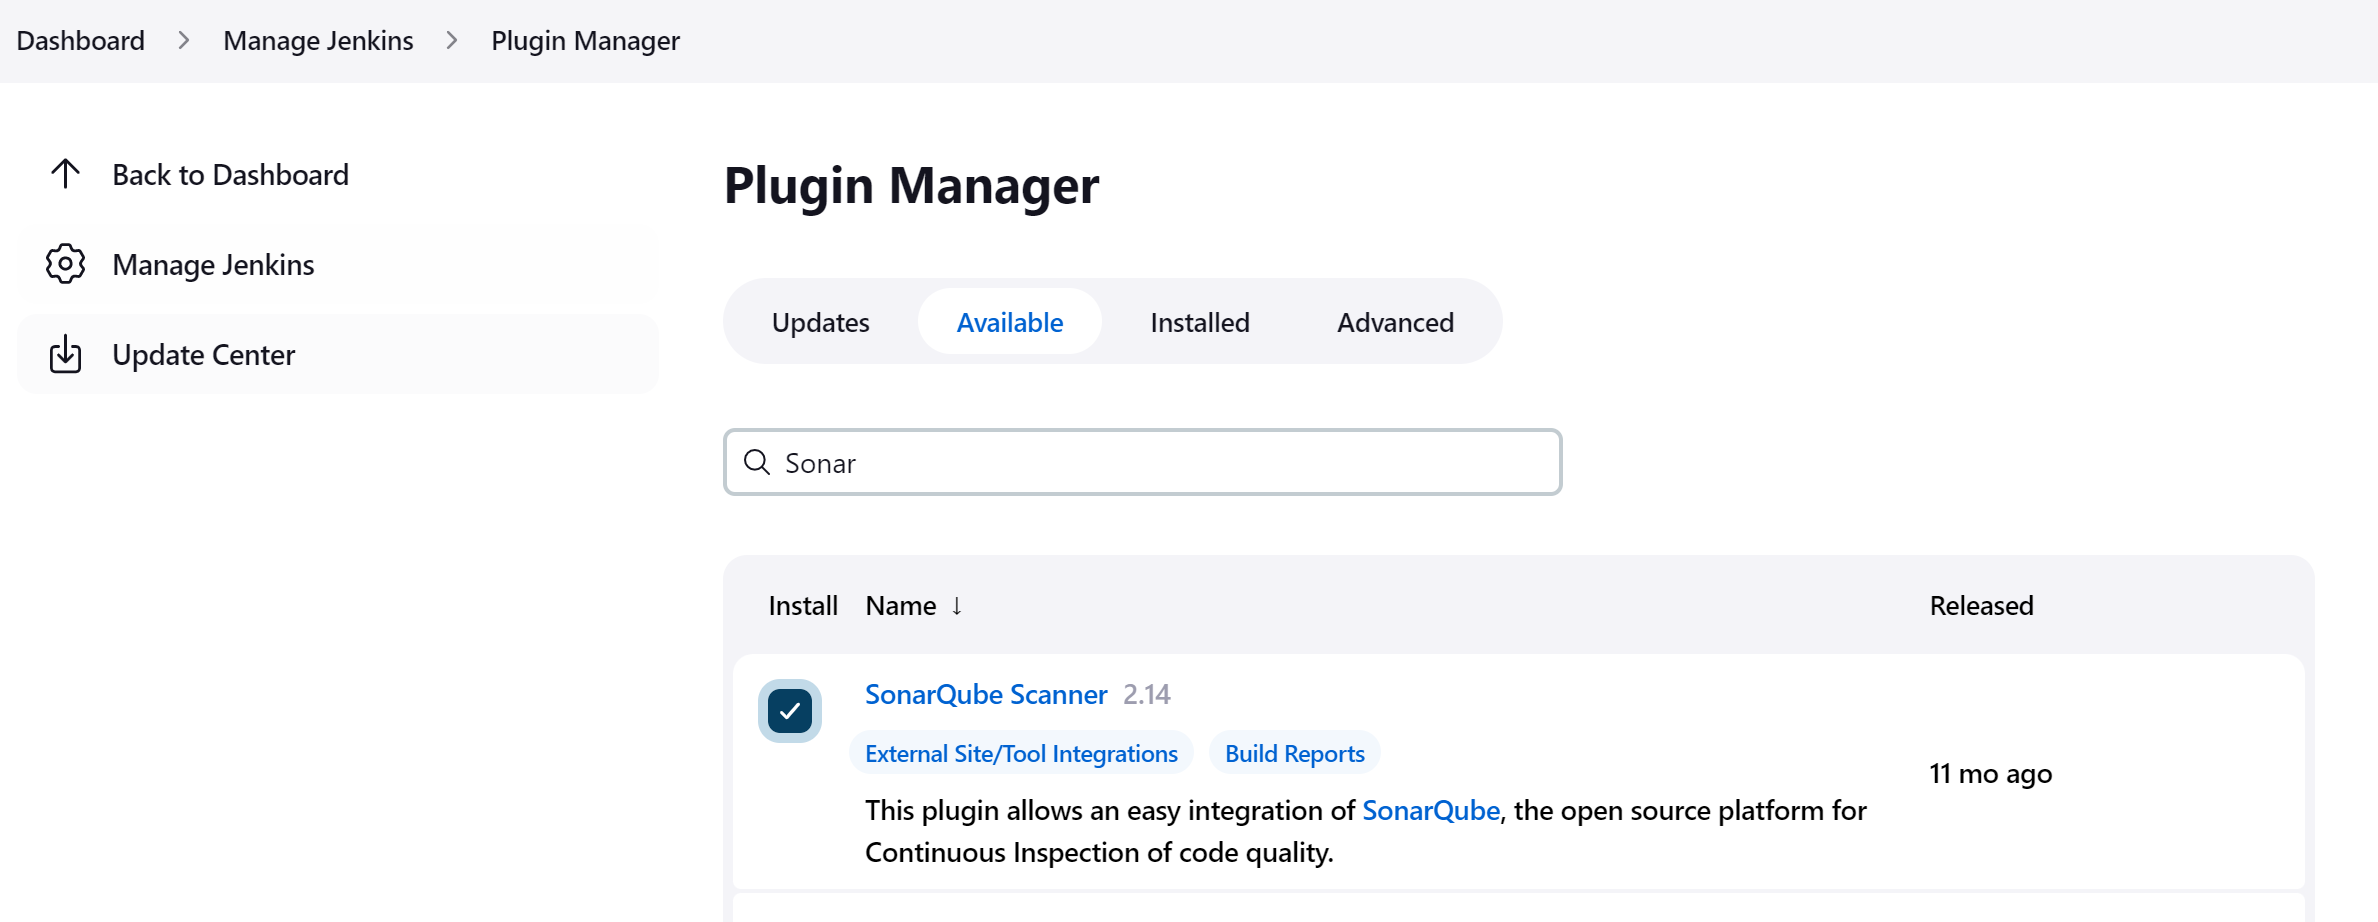 Dashboard > Manage Jenkins > Plugin Manager
Back to Dashboard
Manage Jenkins
Update Center
Plugin Manager
Updates Available Installed Advanced
Sonar
Install Name ↓ Released
SonarQube Scanner 2.14
External Site/Tool Integrations Build Reports
11 mo ago
This plugin allows an easy integration of SonarQube, the open source platform for
Continuous Inspection of code quality.